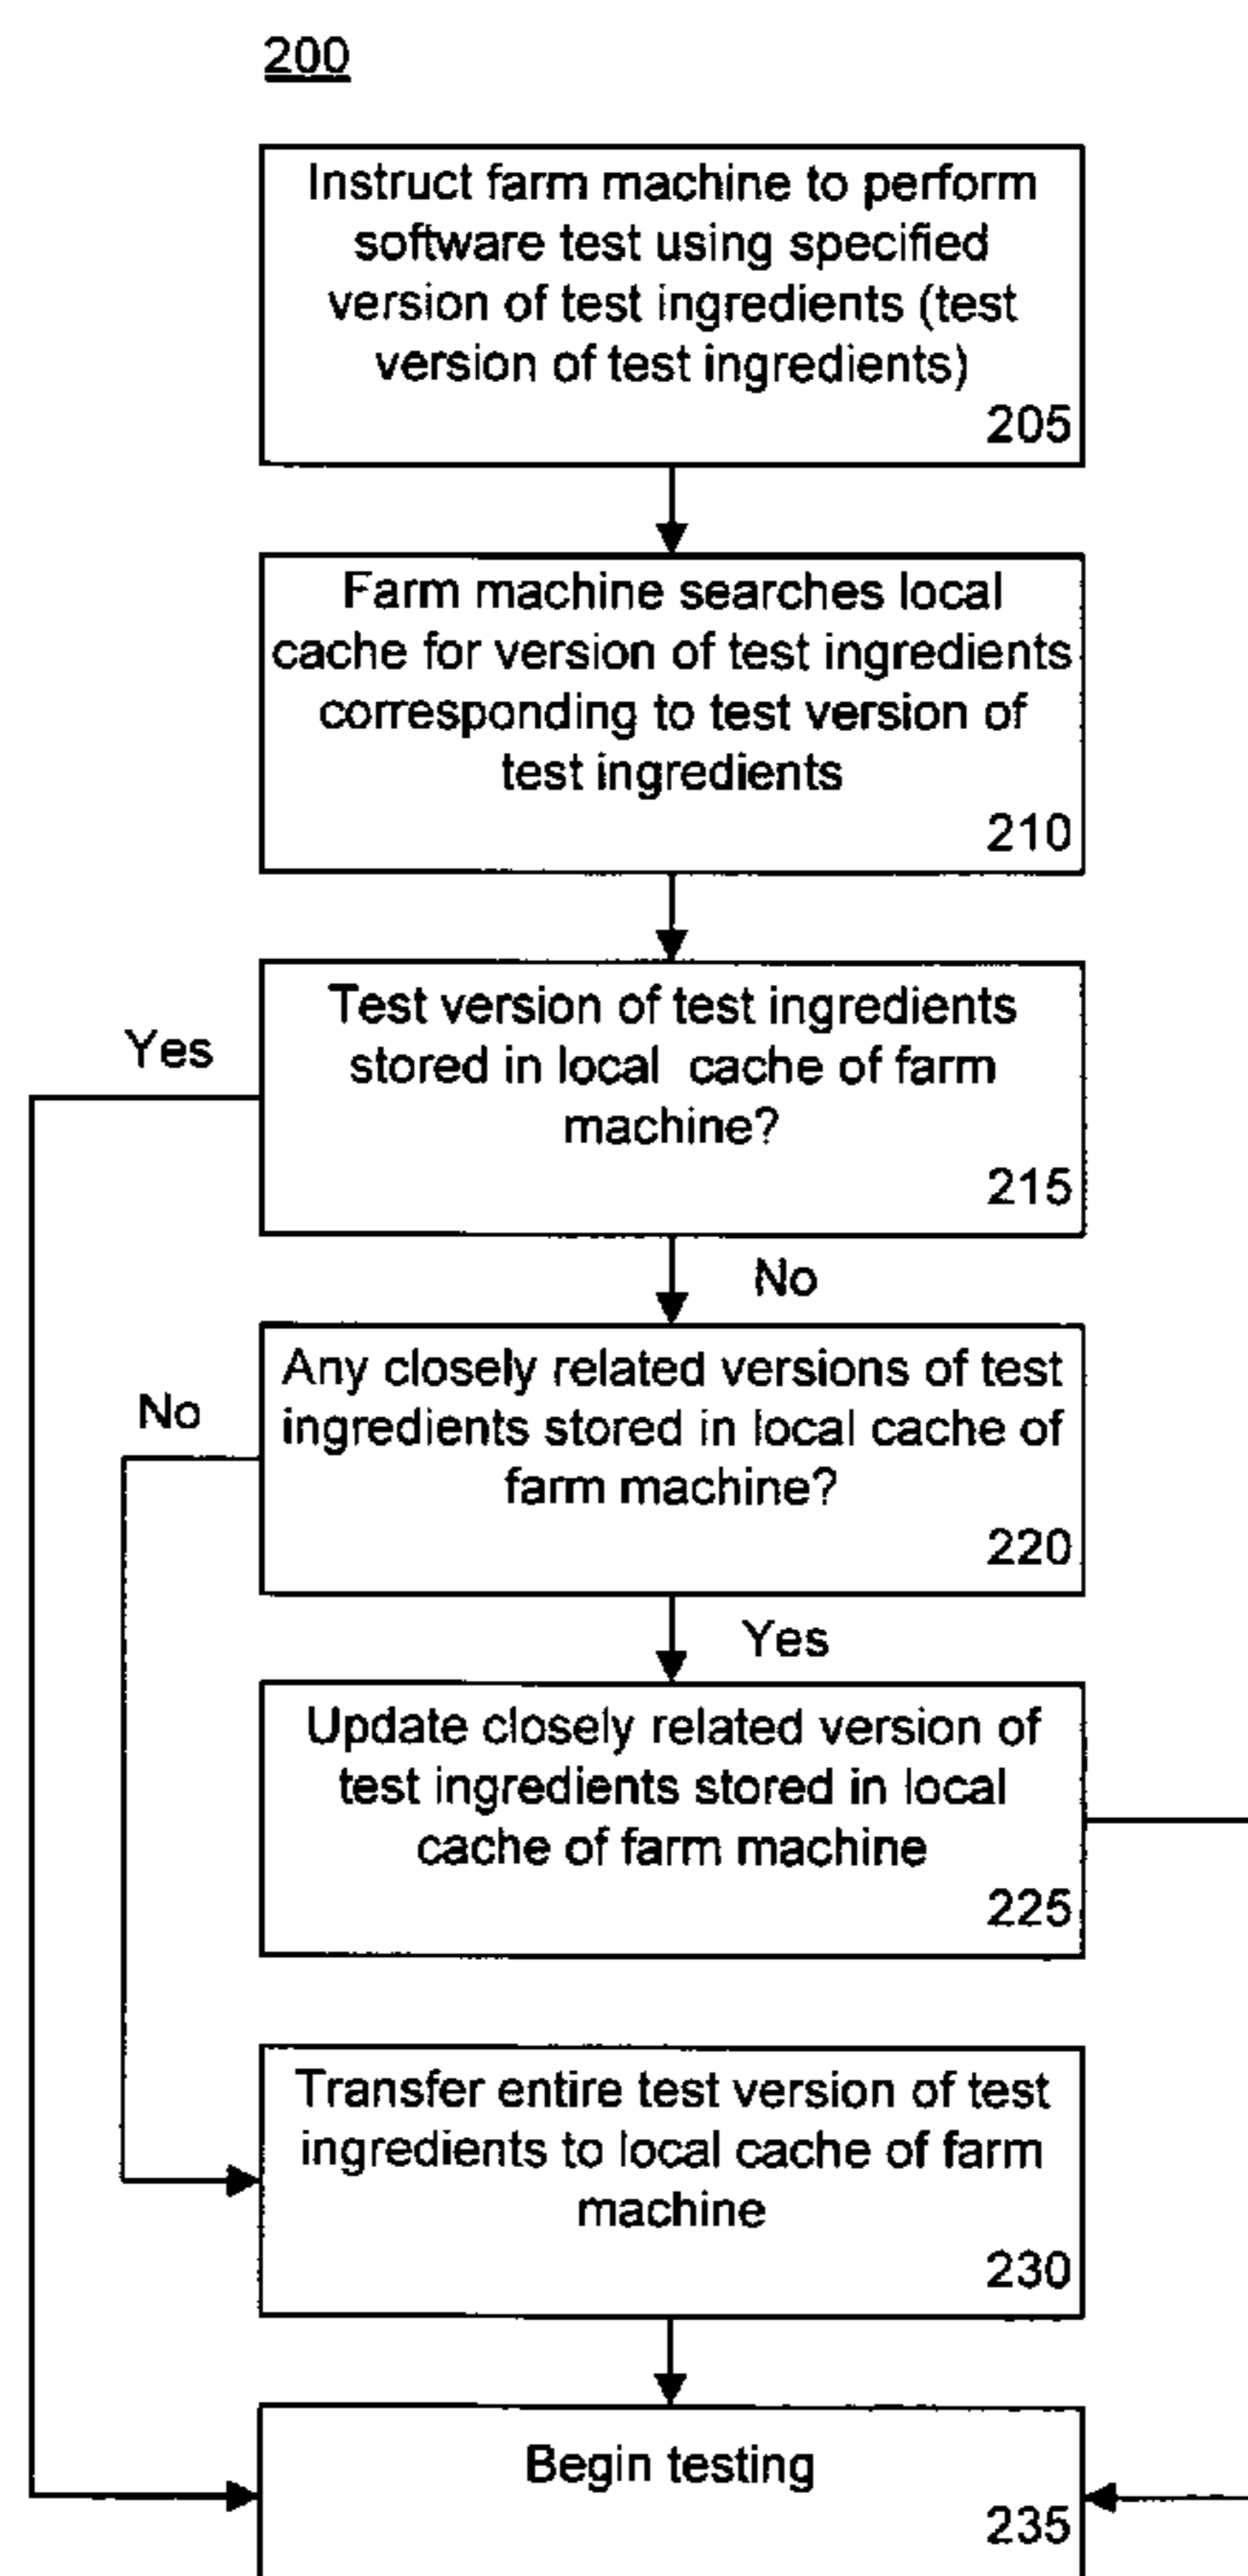 200
Instruct farm machine to perform
software test using specified
version of test ingredients (test
version of test ingredients)
205
Farm machine searches local
cache for version of test ingredients
corresponding to test version of
test ingredients
210
Test version of test ingredients
stored in local cache of farm
machine?
215
Yes
No
Any closely related versions of test
ingredients stored in local cache of
farm machine?
220
No
Yes
Update closely related version of
test ingredients stored in local
cache of farm machine
225
Transfer entire test version of test
ingredients to local cache of farm
machine
230
Begin testing
235